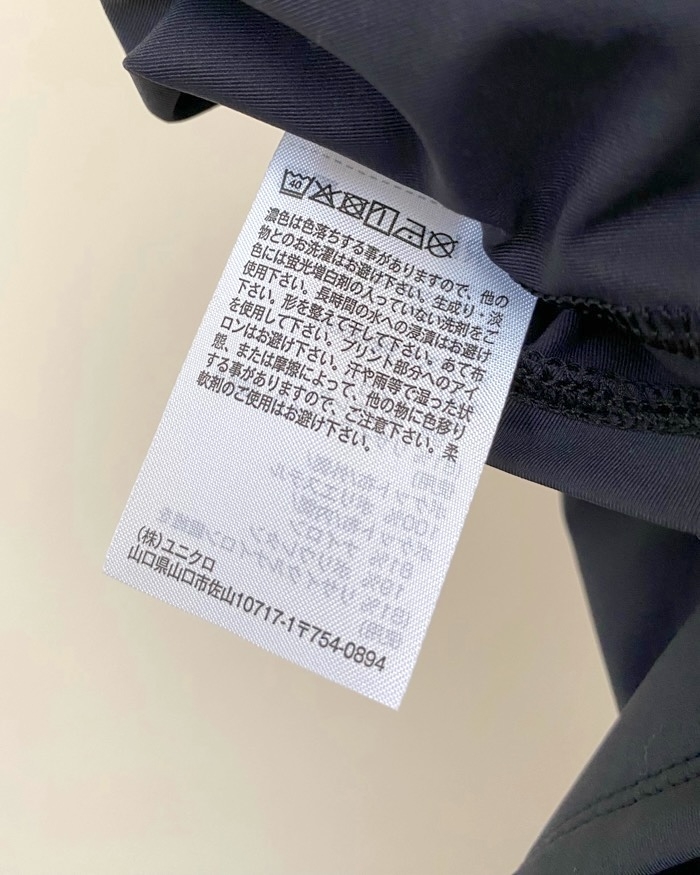 40
濃色は色落ちする事がありますので、他の
物とのお洗濯はお避け下さい。生成り・淡
色には蛍光増白剤の入っていない洗剤をご
使用下さい。長時間の水への浸漬はお避け
下さい。形を整えて干して下さい。あて布
を使用して下さい。プリント部分へのアイ
ロンはお避け下さい。汗や雨等で湿った状
態、または摩擦によって、他の物に色移り
する事がありますので、ご注意下さい。柔
軟剤のご使用はお避け下さい。
(株)ユニクロ
山口県山口市佐山10717-1〒754-0894